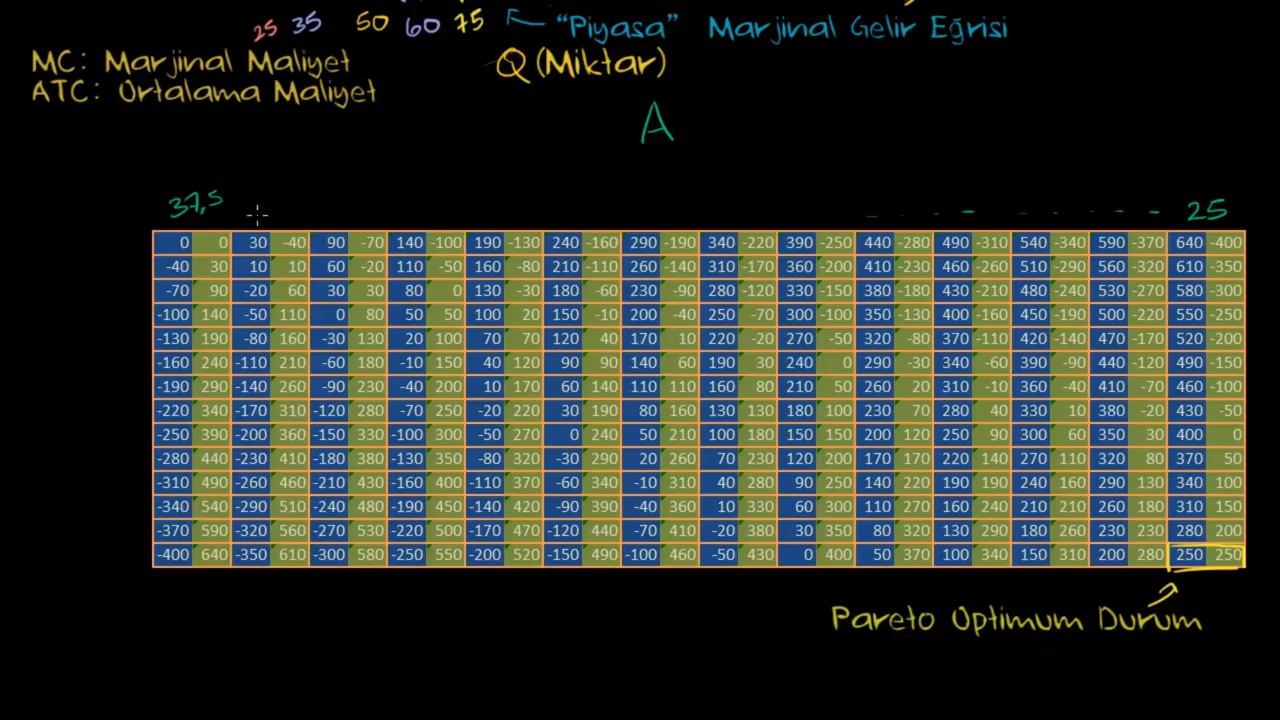 25 35 50 60 75 "Piyasa" Marjinal Gelir Eğrisi
MC: Marjinal Maliyet Q (Miktar)
ATC: Ortalama Maliyet
A
37,5 25
0 0 30 -40 90 -70 140 -100 190 -130 240 -160 290 -190 340 -220 390 -250 440 -280 490 -310 540 -340 590 -370 640 -400
-40 30 10 10 60 -20 110 -50 160 -80 210 -110 260 -140 310 -170 360 -200 410 -230 460 -260 510 -290 560 -320 610 -350
-70 90 -20 60 30 30 80 0 130 -30 180 -60 230 -90 280 -120 330 -150 380 -180 430 -210 480 -240 530 -270 580 -300
-100 140 -50 110 0 80 50 50 100 20 150 -10 200 -40 250 -70 300 -100 350 -130 400 -160 450 -190 500 -220 550 -250
-130 190 -80 160 -30 130 20 100 70 70 120 40 170 10 220 -20 270 -50 320 -80 370 -110 420 -140 470 -170 520 -200
-160 240 -110 210 -60 180 -10 150 40 120 90 90 140 60 190 30 240 0 290 -30 340 -60 390 -90 440 -120 490 -150
-190 290 -140 260 -90 230 -40 200 10 170 60 140 110 110 160 80 210 50 260 20 310 -10 360 -40 410 -70 460 -100
-220 340 -170 310 -120 280 -70 250 -20 220 30 190 80 160 130 130 180 100 230 70 280 40 330 10 380 -20 430 -50
-250 390 -200 360 -150 330 -100 300 -50 270 0 240 50 210 100 180 150 150 200 120 250 90 300 60 350 30 400 0
-280 440 -230 410 -180 380 -130 350 -80 320 -30 290 20 260 70 230 120 200 170 170 220 140 270 110 320 80 370 50
-310 490 -260 460 -210 430 -160 400 -110 370 -60 340 -10 310 40 280 90 250 140 220 190 190 240 160 290 130 340 100
-340 540 -290 510 -240 480 -190 450 -140 420 -90 390 -40 360 10 330 60 300 110 270 160 240 210 210 260 180 310 150
-370 590 -320 560 -270 530 -220 500 -170 470 -120 440 -70 410 -20 380 30 350 80 320 130 290 180 260 230 230 280 200
-400 640 -350 610 -300 580 -250 550 -200 520 -150 490 -100 460 -50 430 0 400 50 370 100 340 150 310 200 280 250 250
Pareto Optimum Durum